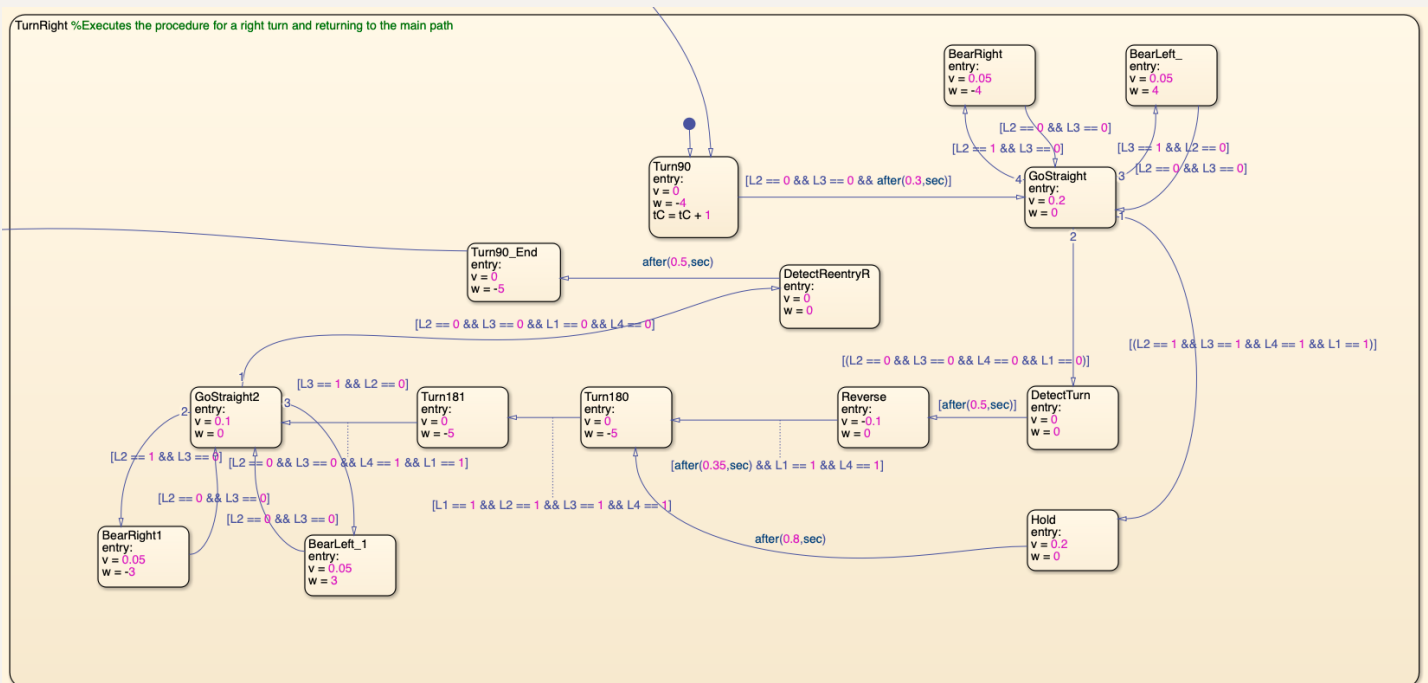 TurnRight %Executes the procedure for a right turn and returning to the main path
BearRight
entry:
v = 0.05
w = -4
BearLeft_
entry:
v = 0.05
w = 4
[L2 == 0 && L3 == 0]
[L2 == 1 && L3 == 0]
[L3 == 1 && L2 == 0]
[L2 == 0 && L3 == 0]
Turn90
entry:
v = 0
w = -4
tC = tC + 1
[L2 == 0 && L3 == 0 && after(0.3,sec)]
4
GoStraight
entry:
v = 0.2
w = 0
3
1
2
Turn90_End
entry:
v = 0
w = -5
after(0.5,sec)
DetectReentryR
entry:
v = 0
w = 0
[L2 == 0 && L3 == 0 && L1 == 0 && L4 == 0]
[(L2 == 1 && L3 == 1 && L4 == 1 && L1 == 1)]
[(L2 == 0 && L3 == 0 && L4 == 0 && L1 == 0)]
1
[L3 == 1 && L2 == 0]
2
GoStraight2
entry:
v = 0.1
w = 0
3
Turn181
entry:
v = 0
w = -5
Turn180
entry:
v = 0
w = -5
Reverse
entry:
v = -0.1
w = 0
[after(0.5,sec)]
DetectTurn
entry:
v = 0
w = 0
[L2 == 1 && L3 == 0]
[L2 == 0 && L3 == 0 && L4 == 1 && L1 == 1]
[after(0.35,sec) && L1 == 1 && L4 == 1]
[L2 == 0 && L3 == 0]
[L1 == 1 && L2 == 1 && L3 == 1 && L4 == 1]
[L2 == 0 && L3 == 0]
BearRight1
entry:
v = 0.05
w = -3
BearLeft_1
entry:
v = 0.05
w = 3
after(0.8,sec)
Hold
entry:
v = 0.2
w = 0